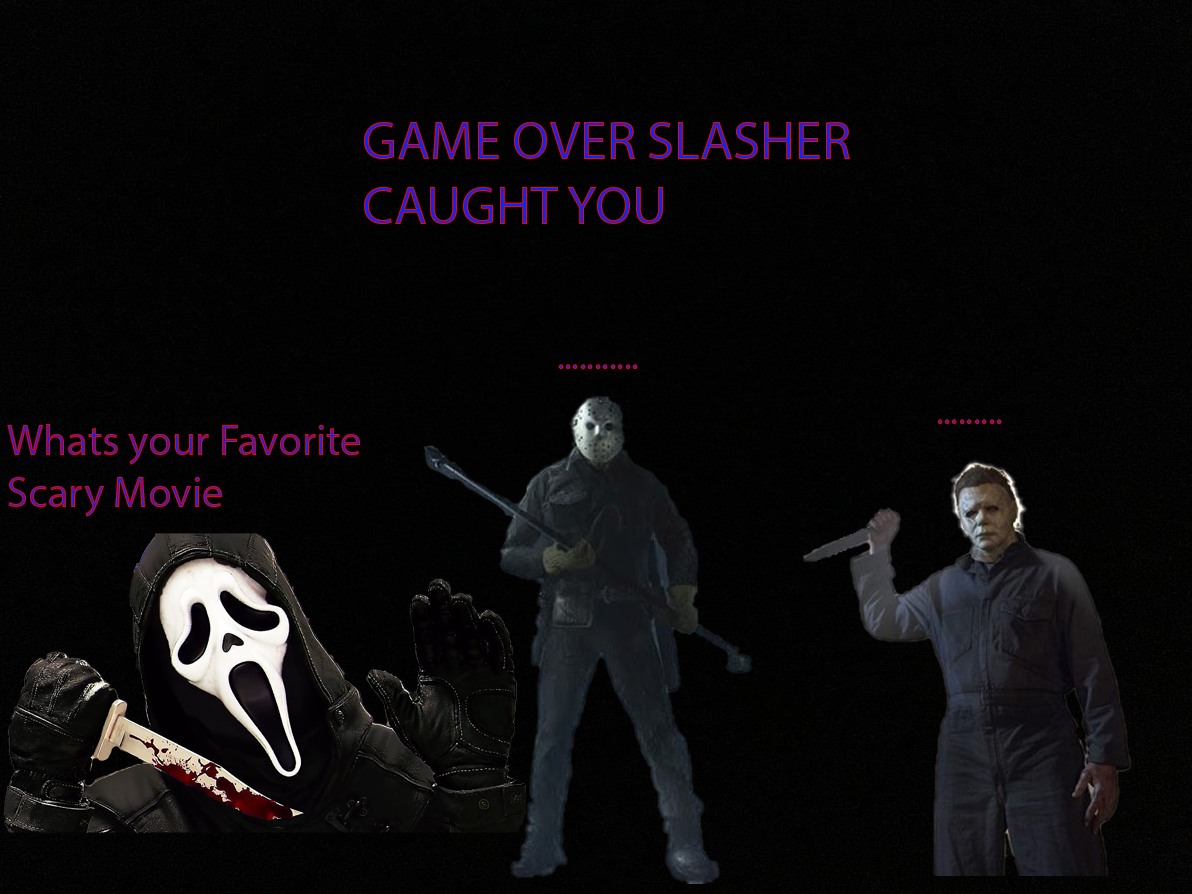 GAME OVER SLASHER
CAUGHT YOU
...........
.........
Whats your Favorite
Scary Movie